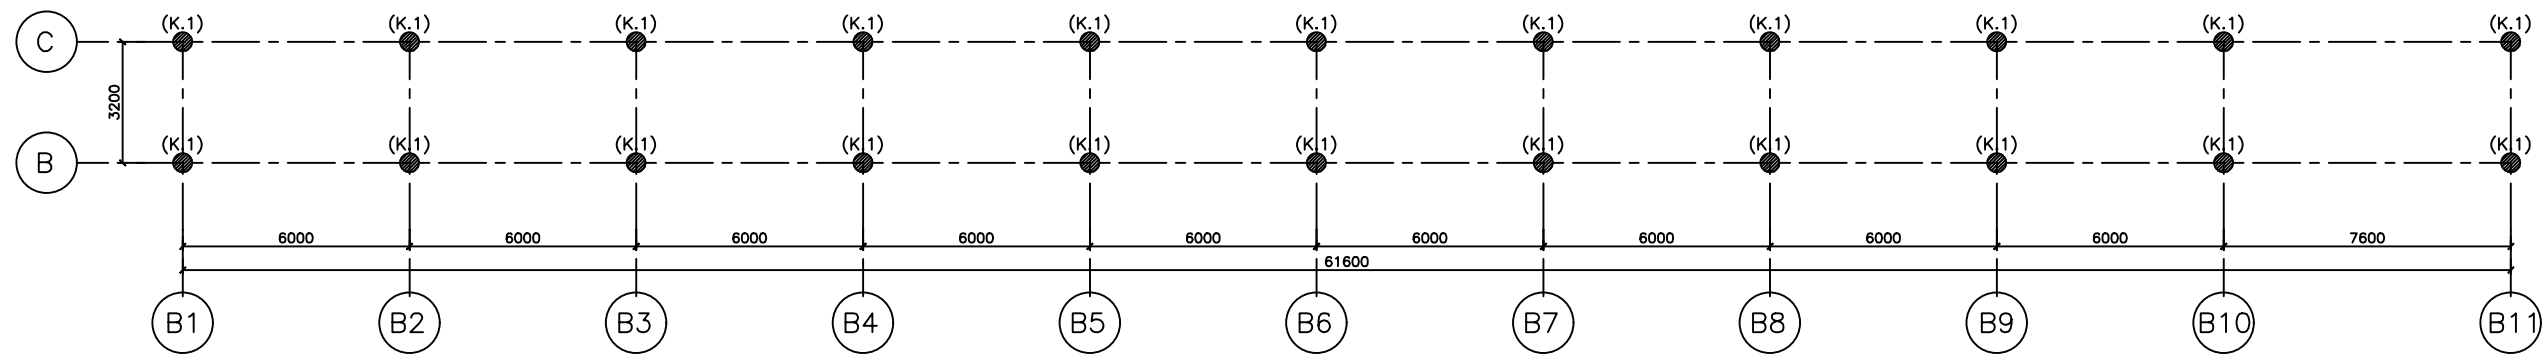 (K.1) (K.1) (K.1) (K.1) (K.1) (K.1) (K.1) (K.1) (K.1) (K.1) (K.1)
C
3200
(K.1) (K.1) (K.1) (K.1) (K.1) (K.1) (K.1) (K.1) (K.1) (K.1) (K.1)
B
6000 6000 6000 6000 6000 6000 6000 6000 6000 7600
61600
B1 B2 B3 B4 B5 B6 B7 B8 B9 B10 B11